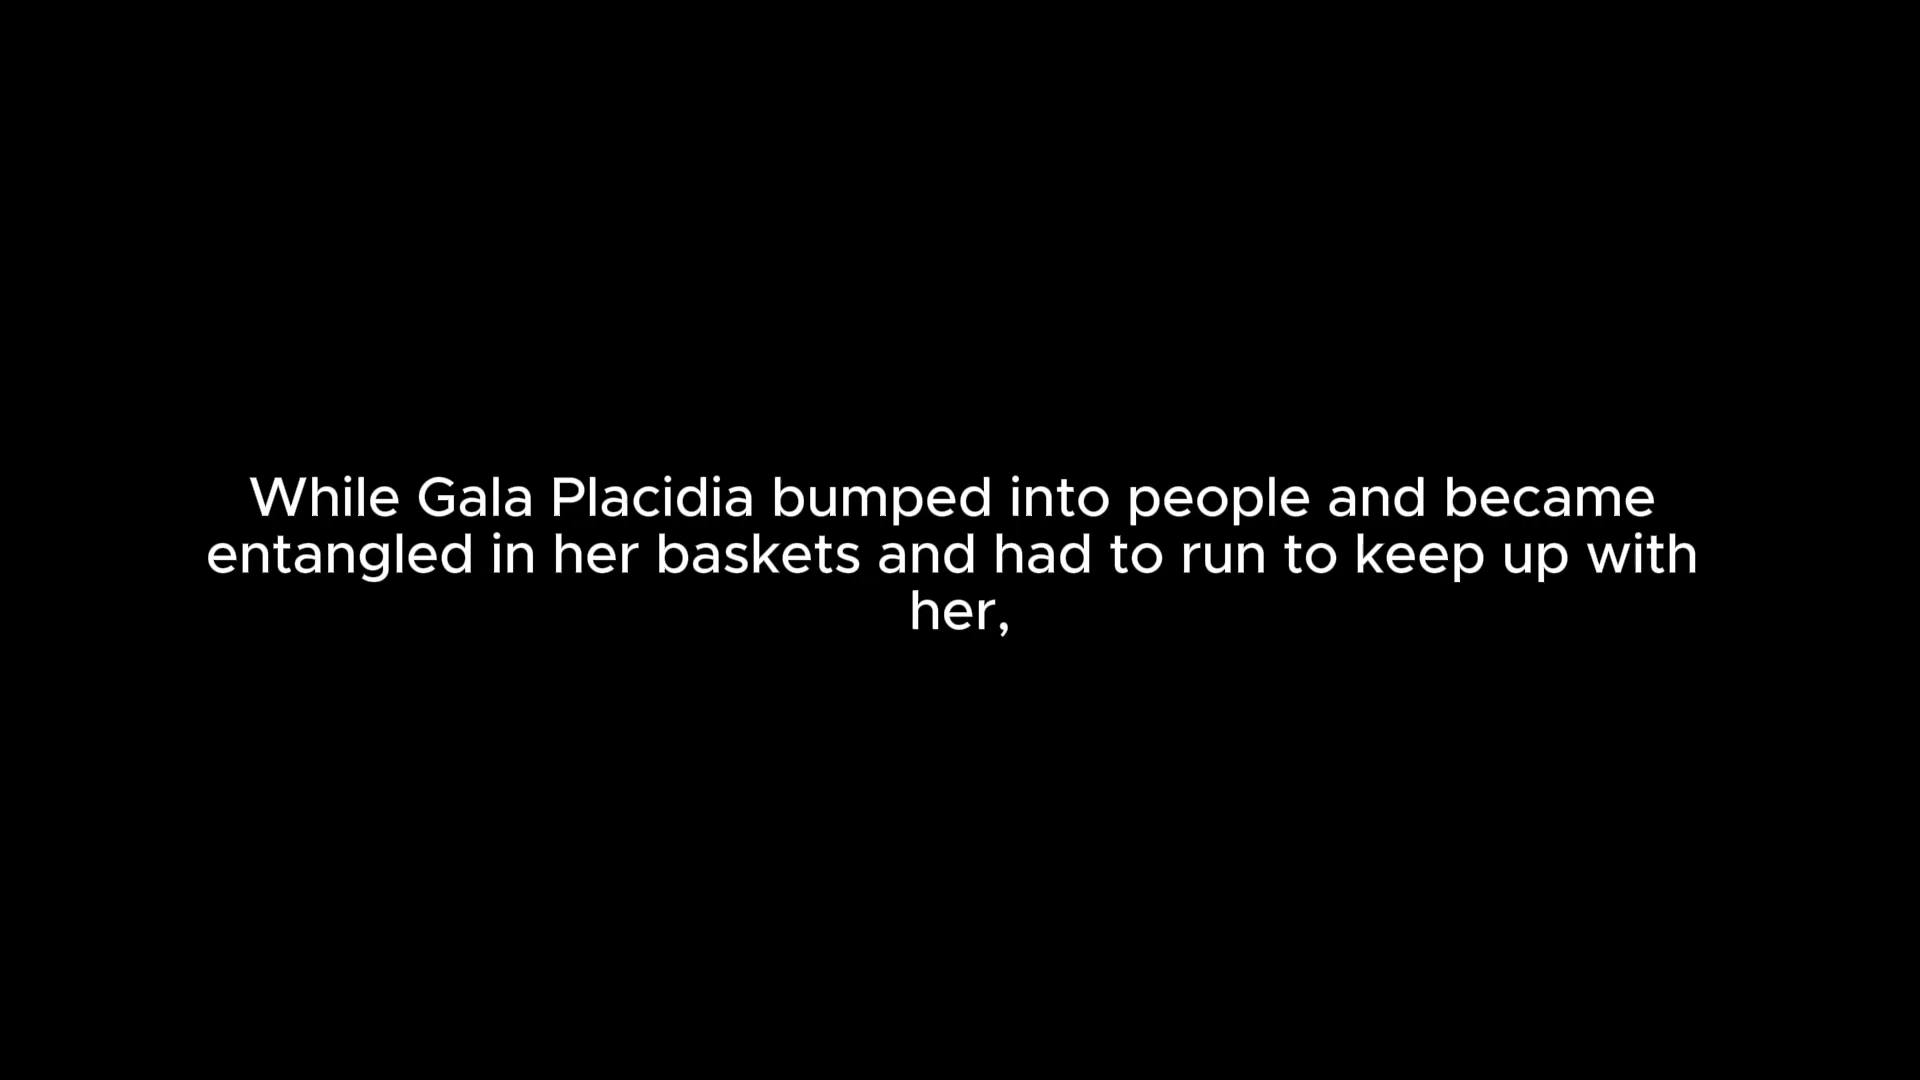 While Gala Placidia bumped into people and became
entangled in her baskets and had to run to keep up with
her,